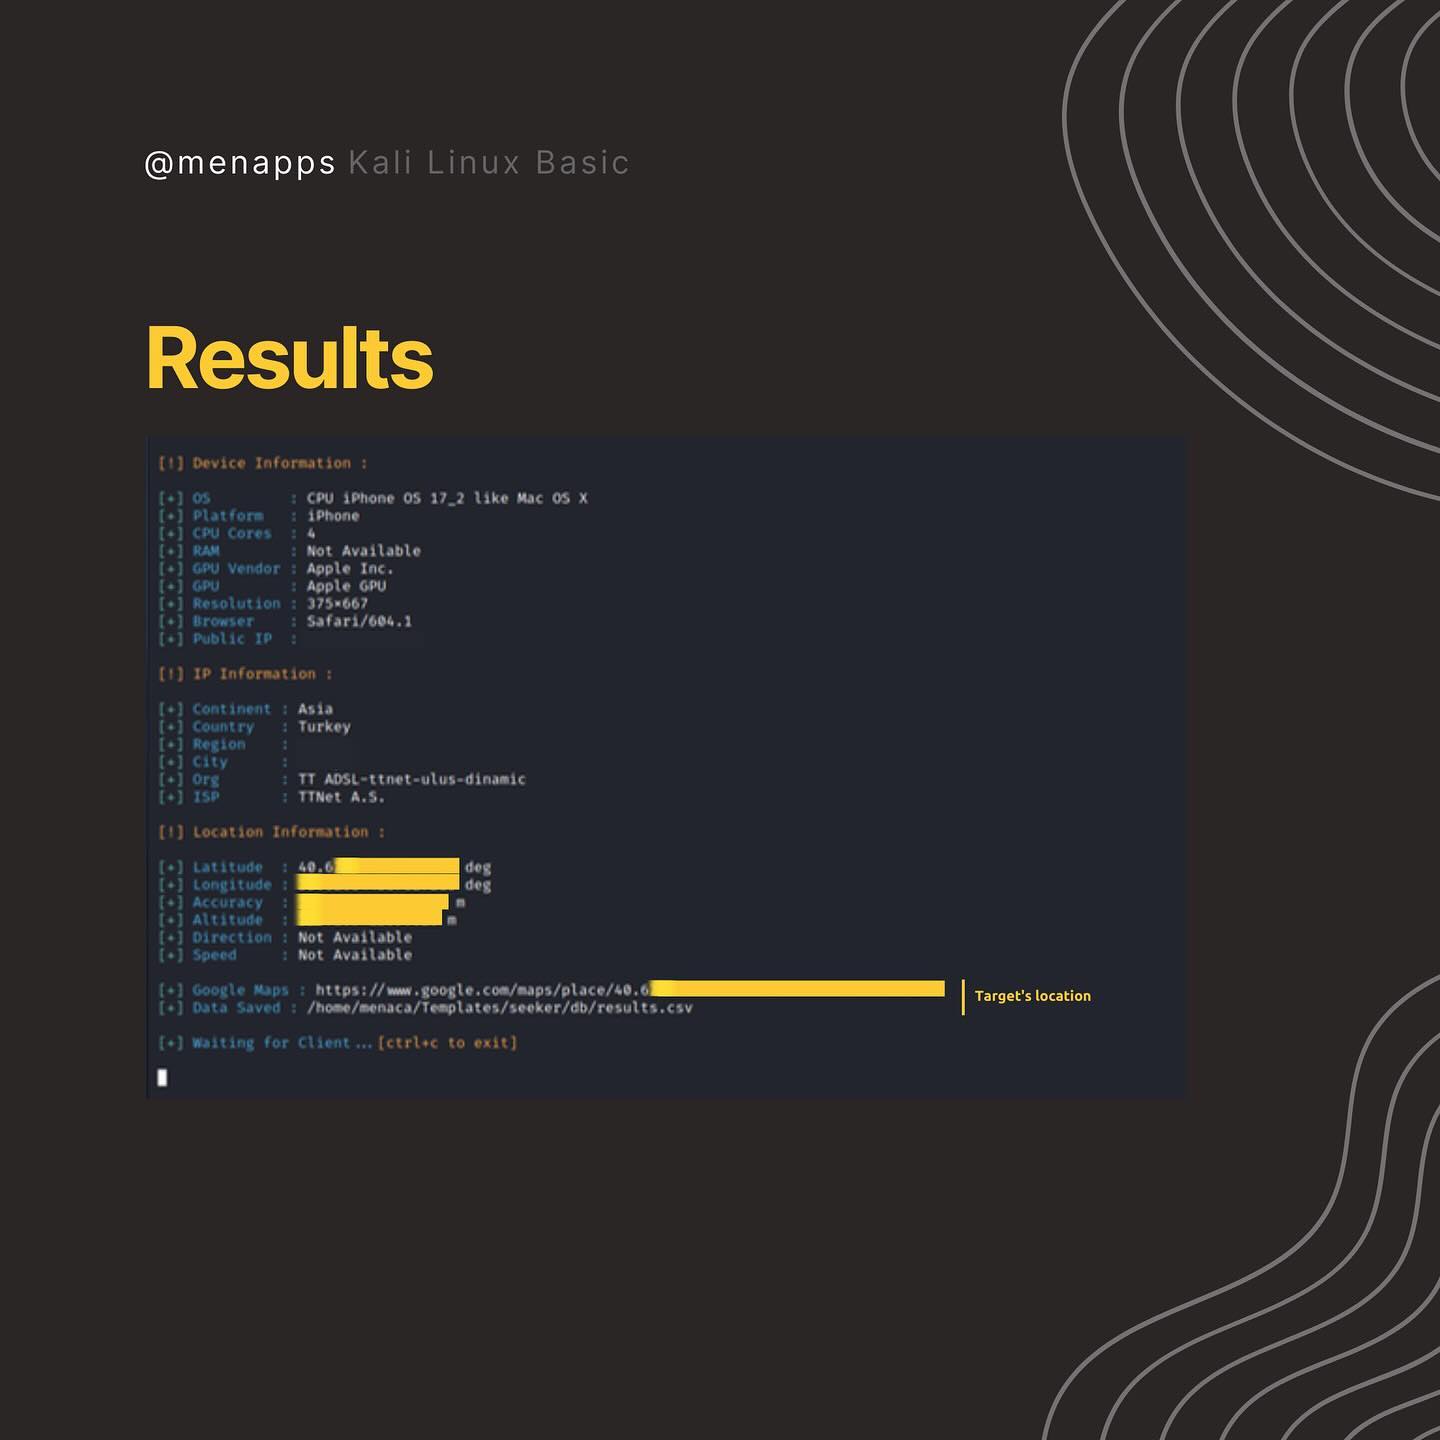 @menapps Kali Linux Basic
Results
[!] Device Information :
[+] OS : CPU iPhone OS 17_2 like Mac OS X
[+] Platform : iPhone
[+] CPU Cores : 4
[+] RAM : Not Available
[+] GPU Vendor : Apple Inc.
[+] GPU : Apple GPU
[+] Resolution : 375×667
[+] Browser : Safari/604.1
[+] Public IP :
[!] IP Information :
[+] Continent : Asia
[+] Country : Turkey
[+] Region :
[+] City :
[+] Org : TT ADSL-ttnet-ulus-dinamic
[+] ISP : TTNet A.S.
[!] Location Information :
[+] Latitude : 40.6 deg
[+] Longitude : deg
[+] Accuracy : m
[+] Altitude : m
[+] Direction : Not Available
[+] Speed : Not Available
[+] Google Maps : https://www.google.com/maps/place/40.6
Target's location
[+] Data Saved : /home/menaca/Templates/seeker/db/results.csv
[+] Waiting for Client...[ctrl+c to exit]